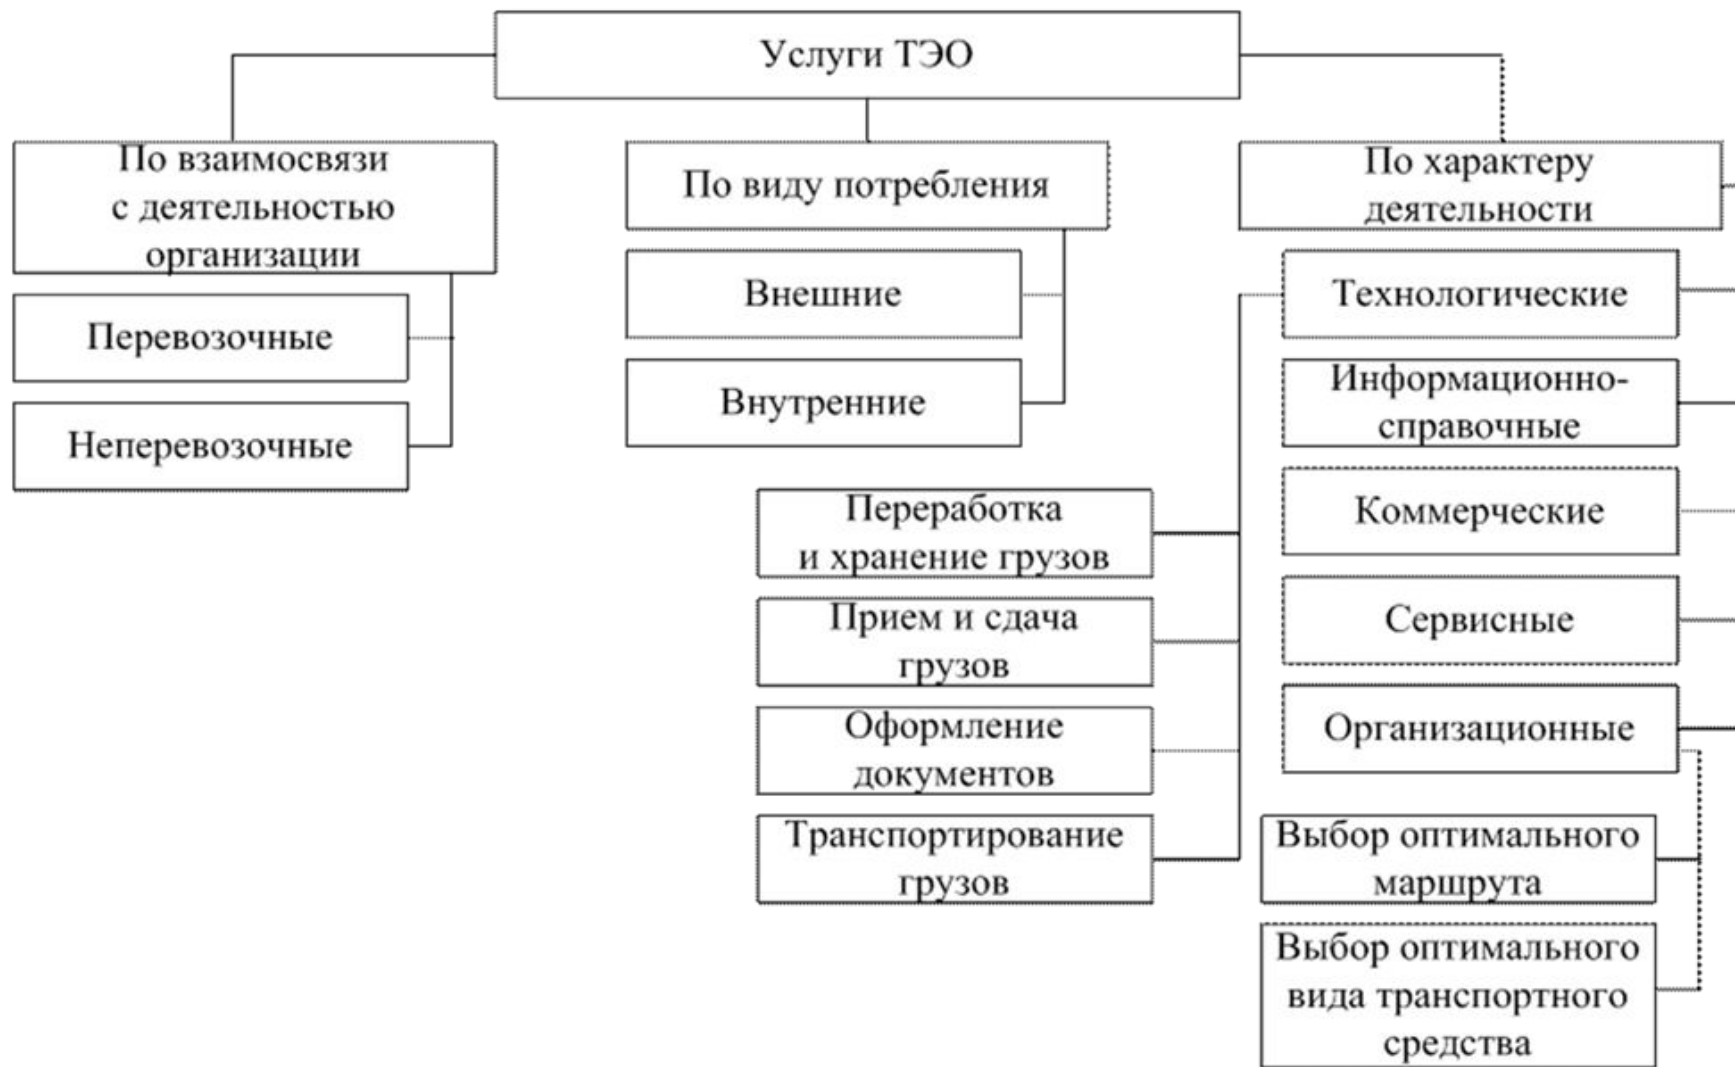 Услуги ТЭО
По взаимосвязи
с деятельностью
организации
Перевозочные
Неперевозочные
По виду потребления
Внешние
Внутренние
По характеру
деятельности
Технологические
Информационно-
справочные
Коммерческие
Сервисные
Организационные
Переработка
и хранение грузов
Прием и сдача
грузов
Оформление
документов
Транспортирование
грузов
Выбор оптимального
маршрута
Выбор оптимального
вида транспортного
средства